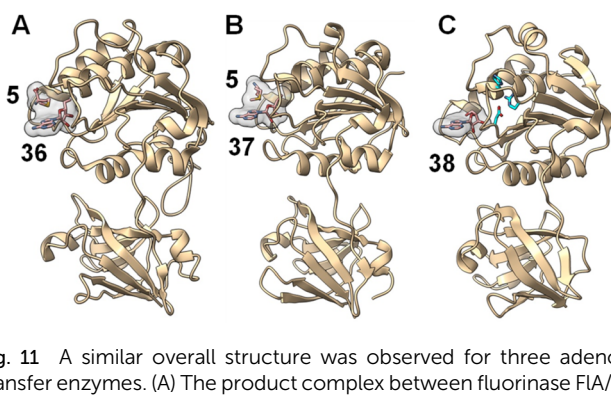 A B C
5 5
36 37 38
g. 11 A similar overall structure was observed for three adeno
ansfer enzymes. (A) The product complex between fluorinase FlA/